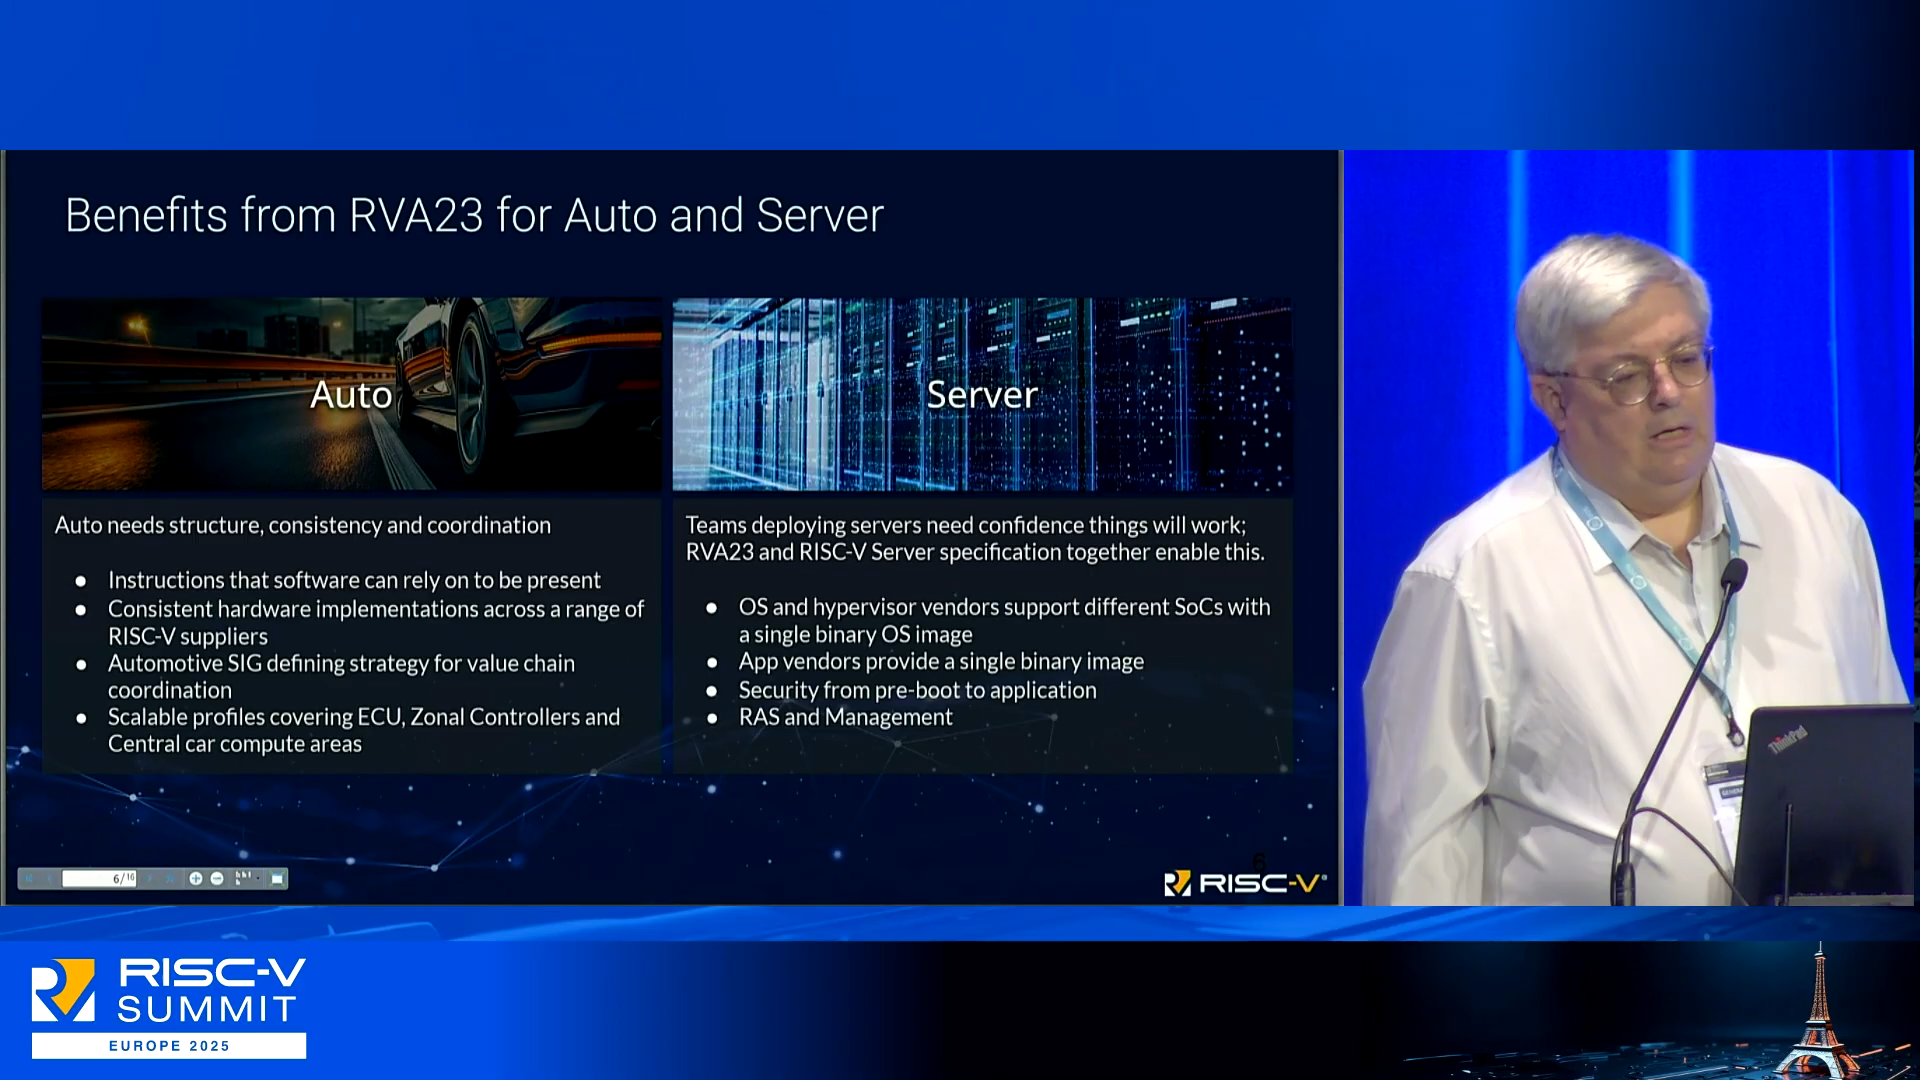 Benefits from RVA23 for Auto and Server
Auto
Server
Auto needs structure, consistency and coordination
● Instructions that software can rely on to be present
● Consistent hardware implementations across a range of
RISC-V suppliers
● Automotive SIG defining strategy for value chain
coordination
● Scalable profiles covering ECU, Zonal Controllers and
Central car compute areas
Teams deploying servers need confidence things will work;
RVA23 and RISC-V Server specification together enable this.
● OS and hypervisor vendors support different SoCs with
a single binary OS image
● App vendors provide a single binary image
● Security from pre-boot to application
● RAS and Management
6/16
6
RISC-V®
ThinkPad
RISC-V
SUMMIT
EUROPE 2025